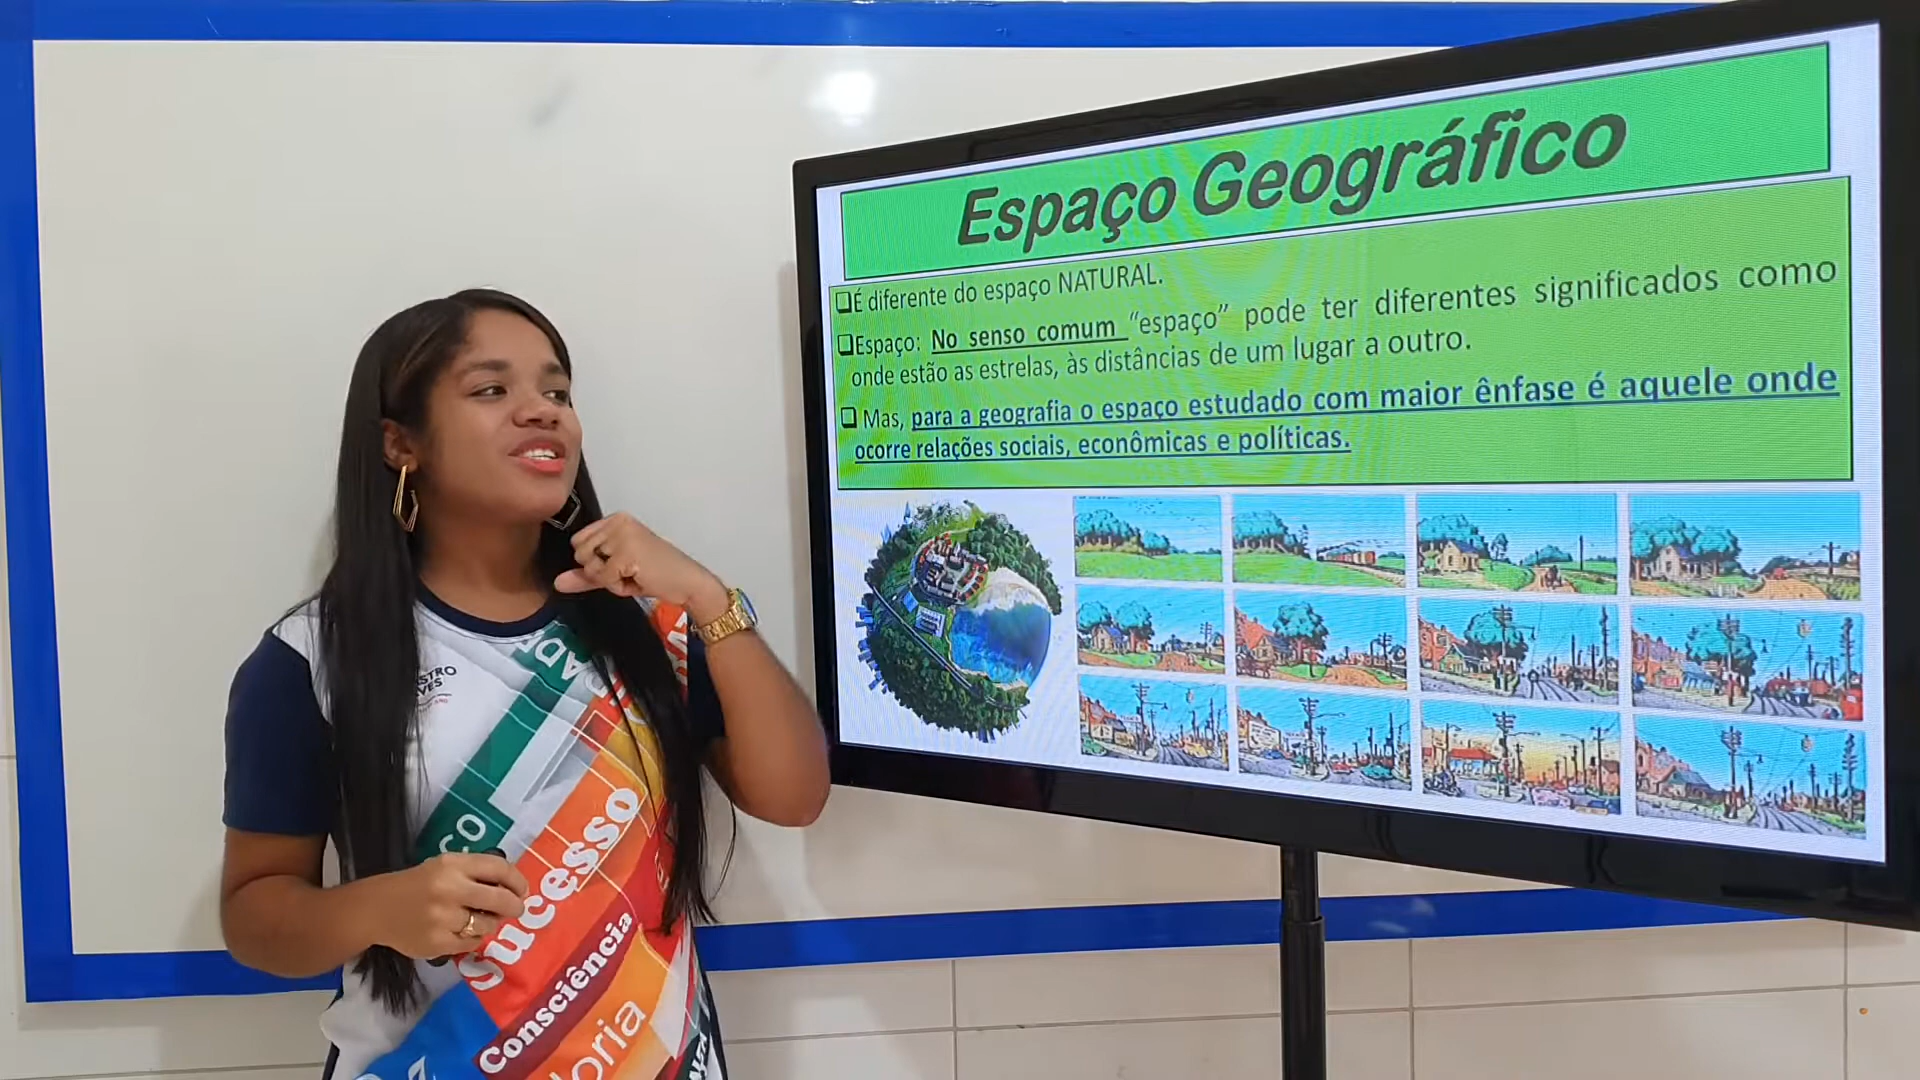 Espaço Geográfico
❑É diferente do espaço NATURAL.
❑Espaço: No senso comum “espaço” pode ter diferentes significados como
onde estão as estrelas, às distâncias de um lugar a outro.
❑ Mas, para a geografia o espaço estudado com maior ênfase é aquele onde
ocorre relações sociais, econômicas e políticas.
Sucesso
Consciência